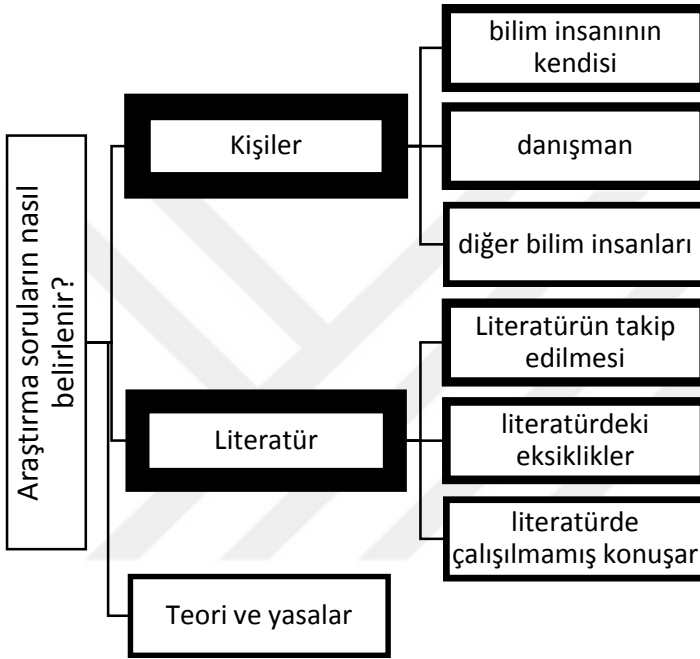 Araştırma soruların nasıl
belirlenir?
Kişiler
bilim insanının
kendisi
danışman
diğer bilim insanları
Literatür
Literatürün takip
edilmesi
literatürdeki
eksiklikler
literatürde
çalışılmamış konuşar
Teori ve yasalar